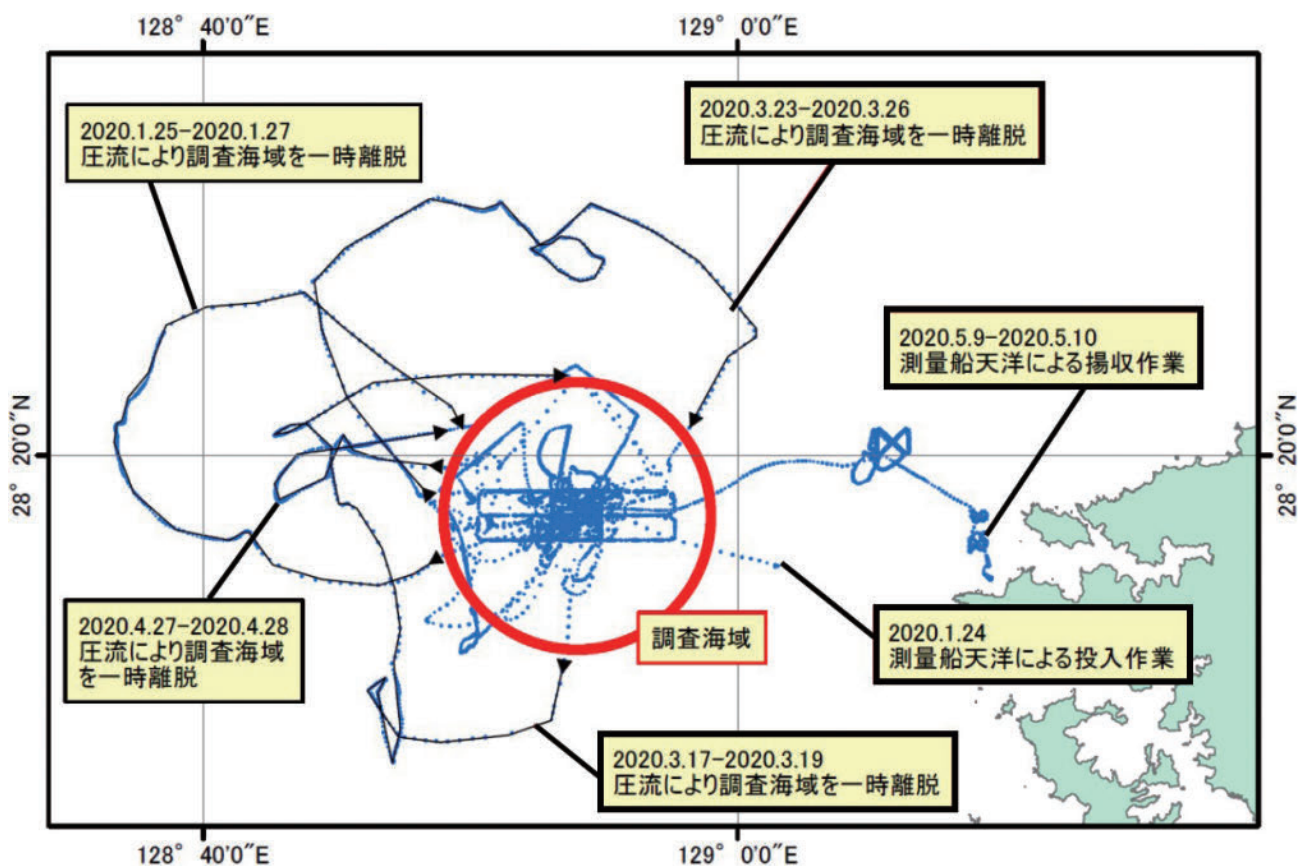 128° 40'0"E
129° 0'0"E
2020.1.25-2020.1.27
圧流により調査海域を一時離脱
2020.3.23-2020.3.26
圧流により調査海域を一時離脱
2020.5.9-2020.5.10
測量船天洋による揚収作業
28° 20'0"N
28° 20'0"N
2020.4.27-2020.4.28
圧流により調査海域
を一時離脱
調査海域
2020.1.24
測量船天洋による投入作業
2020.3.17-2020.3.19
圧流により調査海域を一時離脱
128° 40'0"E
129° 0'0"E